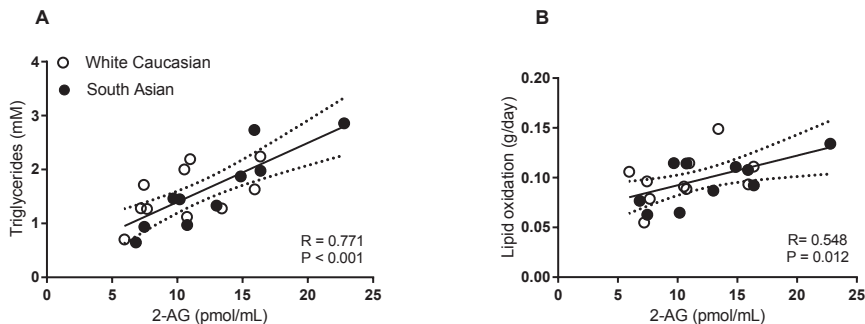 A
White Caucasian
South Asian
Triglycerides (mM)
4
3
2
1
0
0 5 10 15 20 25
2-AG (pmol/mL)
R = 0.771
P < 0.001
B
Lipid oxidation (g/day)
0.20
0.15
0.10
0.05
0.00
0 5 10 15 20 25
2-AG (pmol/mL)
R= 0.548
P = 0.012